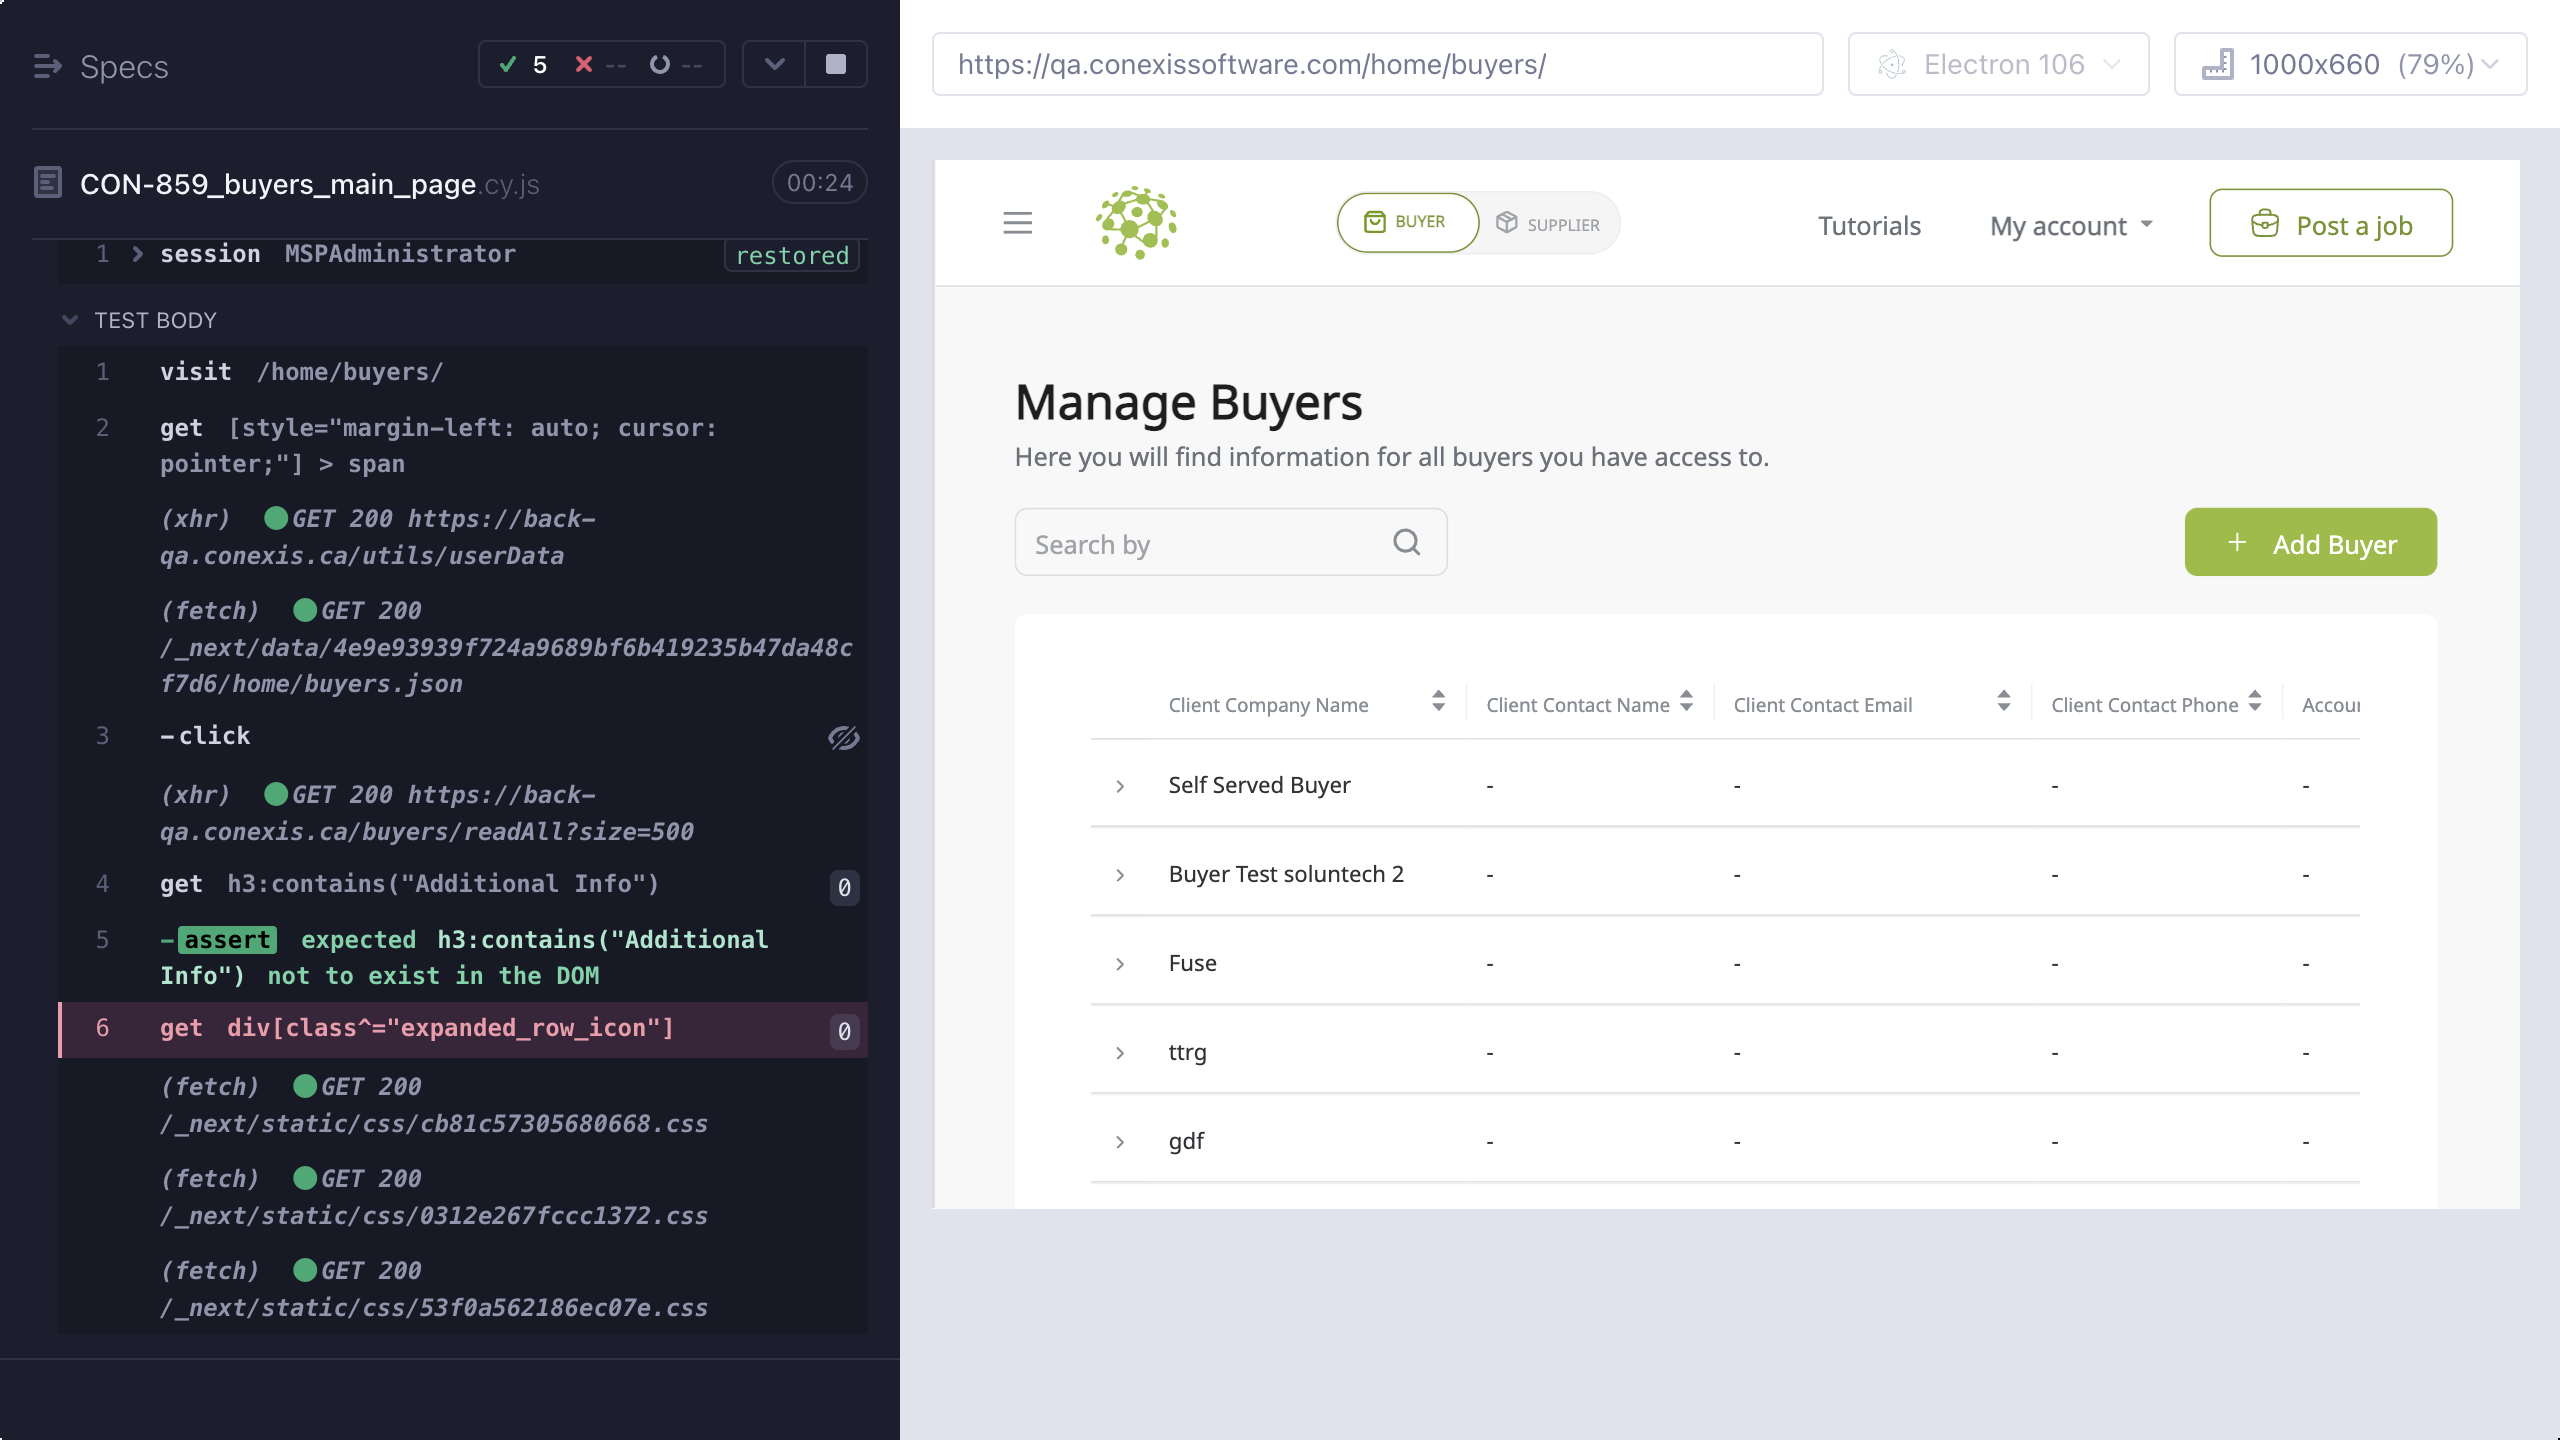 Specs
5 -- --
CON-859_buyers_main_page.cy.js 00:24
1 session MSPAdministrator restored
TEST BODY
1 visit /home/buyers/
2 get [style="margin-left: auto; cursor:
pointer;"] > span
(xhr) GET 200 https://back-
qa.conexis.ca/utils/userData
(fetch) GET 200
/_next/data/4e9e93939f724a9689bf6b419235b47da48c
f7d6/home/buyers.json
3 -click
(xhr) GET 200 https://back-
qa.conexis.ca/buyers/readAll?size=500
4 get h3:contains("Additional Info") 0
5 -assert expected h3:contains("Additional
Info") not to exist in the DOM
6 get div[class^="expanded_row_icon"] 0
(fetch) GET 200
/_next/static/css/cb81c57305680668.css
(fetch) GET 200
/_next/static/css/0312e267fccc1372.css
(fetch) GET 200
/_next/static/css/53f0a562186ec07e.css
https://qa.conexissoftware.com/home/buyers/ Electron 106 1000x660 (79%)
BUYER SUPPLIER Tutorials My account Post a job
Manage Buyers
Here you will find information for all buyers you have access to.
Search by + Add Buyer
Client Company Name Client Contact Name Client Contact Email Client Contact Phone Accour
Self Served Buyer - - - -
Buyer Test soluntech 2 - - - -
Fuse - - - -
ttrg - - - -
gdf - - - -